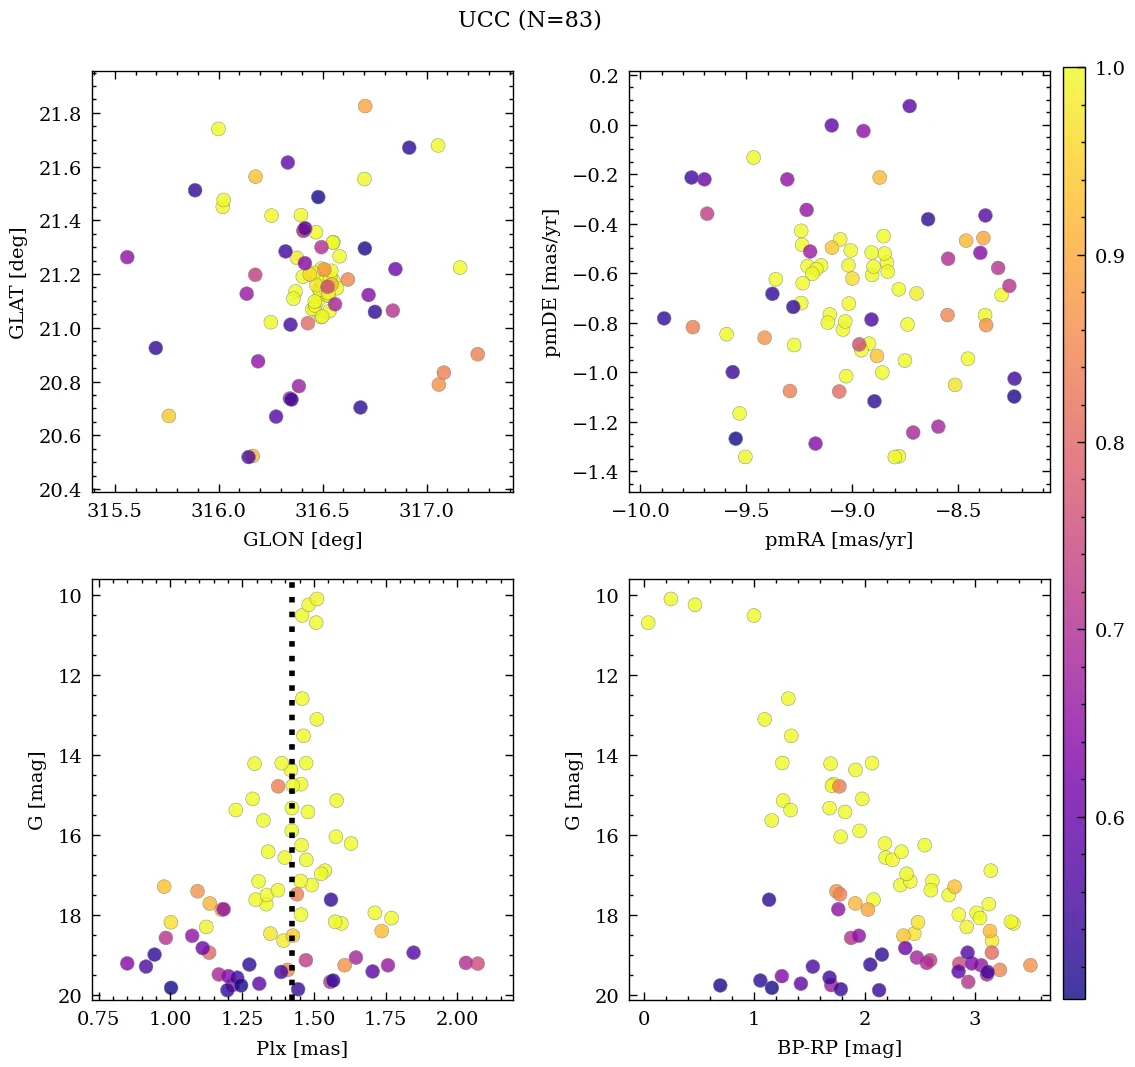 UCC (N=83)
21.8
21.6
21.4
21.2
21.0
20.8
20.6
20.4
GLAT [deg]
315.5 316.0 316.5 317.0
GLON [deg]
0.2
0.0
−0.2
−0.4
−0.6
−0.8
−1.0
−1.2
−1.4
pmDE [mas/yr]
−10.0 −9.5 −9.0 −8.5
pmRA [mas/yr]
10
12
14
16
18
20
G [mag]
0.75 1.00 1.25 1.50 1.75 2.00
Plx [mas]
10
12
14
16
18
20
G [mag]
0 1 2 3
BP-RP [mag]
1.0
0.9
0.8
0.7
0.6